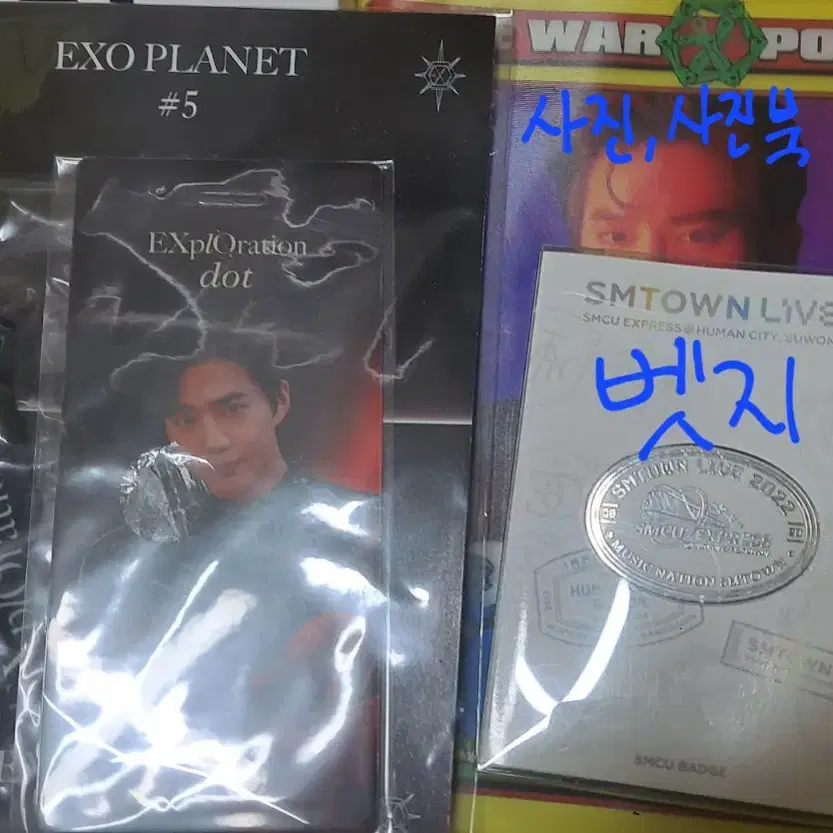 EXO PLANET
#5
EXplOration
dot
WAR
PO
사진, 사진북
SMTOWN LIVE
SMCU EXPRESS @ HUMAN CITY, SUWON
벳지
SMTOWN LIVE 2022
SMCU EXPRESS
MUSIC NATION SMTOWN
SMTOWN
SMCU BADGE